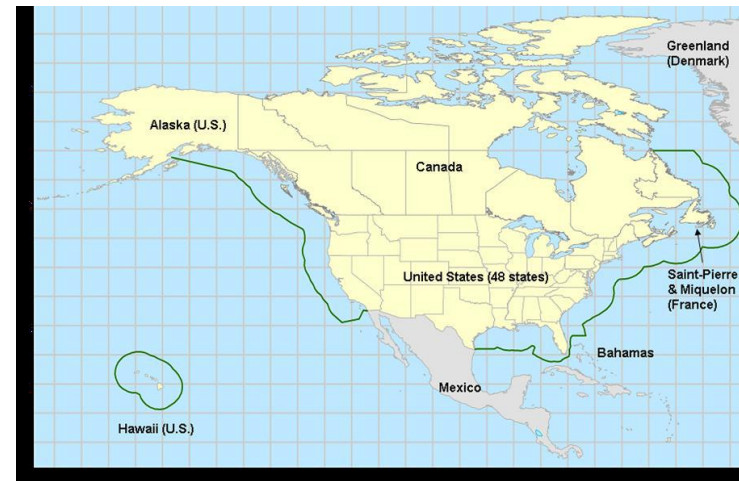 Greenland
(Denmark)
Alaska (U.S.)
Canada
United States (48 states)
Saint-Pierre
& Miquelon
(France)
Bahamas
Mexico
Hawaii (U.S.)